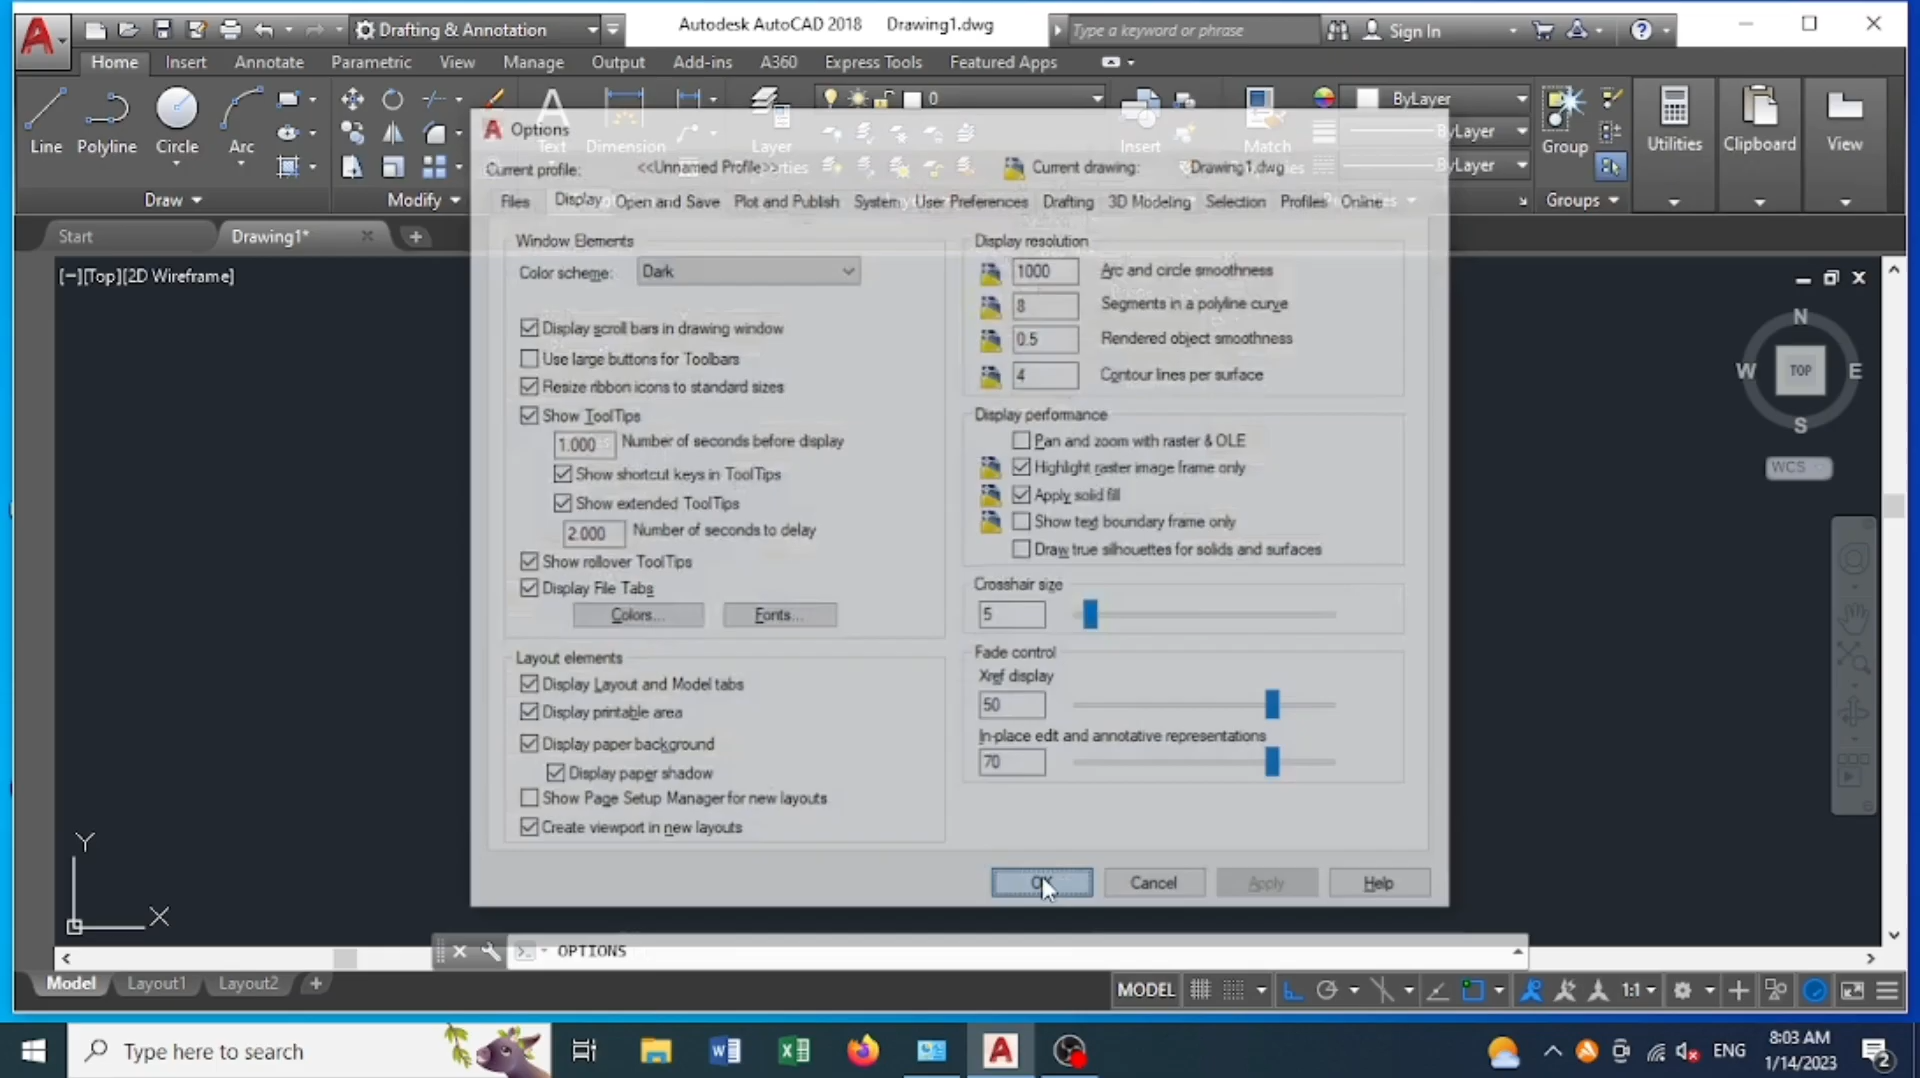 Drafting & Annotation
Autodesk AutoCAD 2018 Drawing1.dwg
Type a keyword or phrase
Sign In
Home Insert Annotate Parametric View Manage Output Add-ins A360 Express Tools Featured Apps
0
ByLayer
ByLayer
ByLayer
Line Polyline Circle Arc
Text Dimension Layer Insert Match
Group Utilities Clipboard View
Draw Modify Groups
Start Drawing1*
[−][Top][2D Wireframe]
Options
Current profile: <<Unnamed Profile>> Current drawing: Drawing1.dwg
Files Display Open and Save Plot and Publish System User Preferences Drafting 3D Modeling Selection Profiles Online
Window Elements
Color scheme: Dark
Display scroll bars in drawing window
Use large buttons for Toolbars
Resize ribbon icons to standard sizes
Show ToolTips
1.000 Number of seconds before display
Show shortcut keys in ToolTips
Show extended ToolTips
2.000 Number of seconds to delay
Show rollover ToolTips
Display File Tabs
Colors... Fonts...
Layout elements
Display Layout and Model tabs
Display printable area
Display paper background
Display paper shadow
Show Page Setup Manager for new layouts
Create viewport in new layouts
Display resolution
1000 Arc and circle smoothness
8 Segments in a polyline curve
0.5 Rendered object smoothness
4 Contour lines per surface
Display performance
Pan and zoom with raster & OLE
Highlight raster image frame only
Apply solid fill
Show text boundary frame only
Draw true silhouettes for solids and surfaces
Crosshair size
5
Fade control
Xref display
50
In-place edit and annotative representations
70
OK Cancel Apply Help
N
W TOP E
S
WCS
Y
X
OPTIONS
Model Layout1 Layout2
MODEL 1:1
Type here to search
ENG
8:03 AM
1/14/2023
2